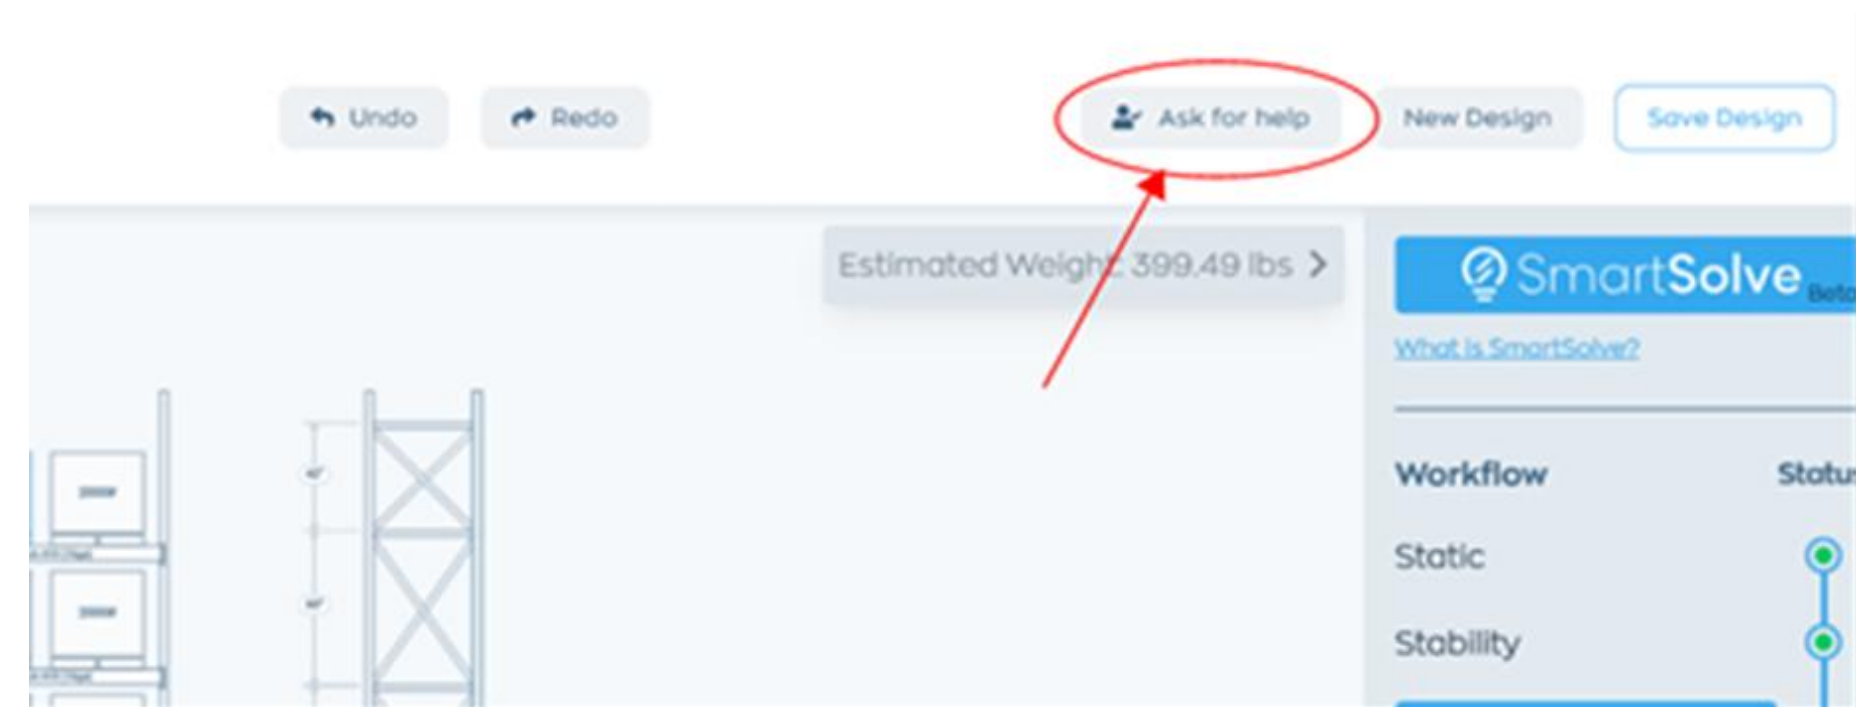 Undo
Redo
Ask for help
New Design
Save Design
Estimated Weight: 399.49 lbs
SmartSolve Beta
What is SmartSolve?
Workflow
Static
Stability